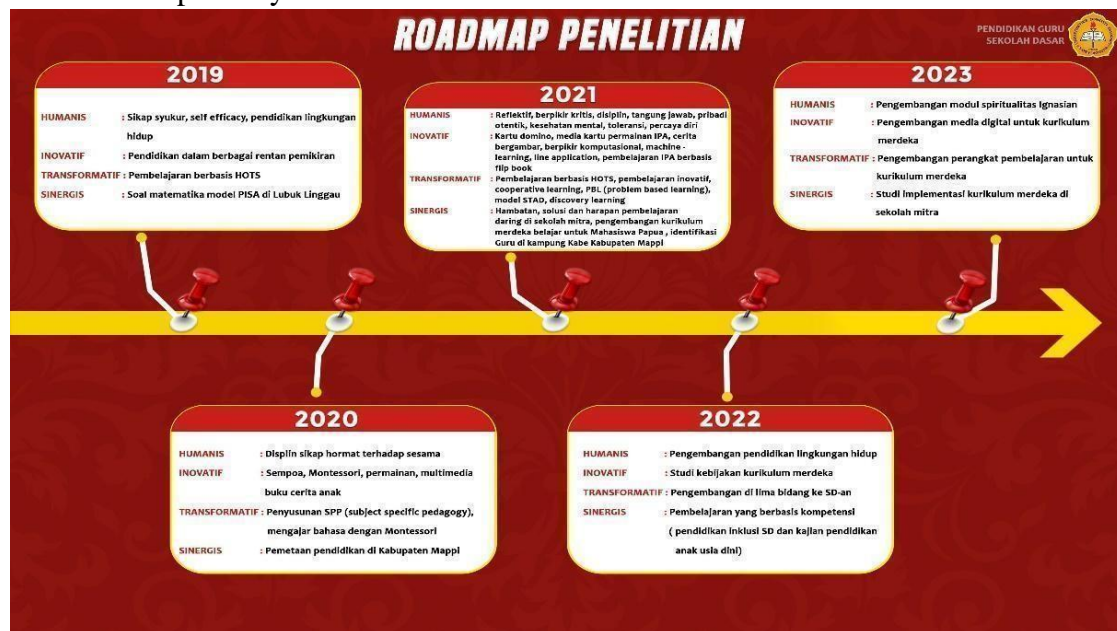 ROADMAP PENELITIAN
PENDIDIKAN GURU
SEKOLAH DASAR
2019
HUMANIS : Sikap syukur, self efficacy, pendidikan lingkungan
hidup
INOVATIF : Pendidikan dalam berbagai rentan pemikiran
TRANSFORMATIF : Pembelajaran berbasis HOTS
SINERGIS : Soal matematika model PISA di Lubuk Linggau
2021
HUMANIS : Reflektif, berpikir kritis, disiplin, tangung jawab, pribadi
otentik, kesehatan mental, toleransi, percaya diri
INOVATIF : Kartu domino, media kartu permainan IPA, cerita
bergambar, berpikir komputasional, machine -
learning, line application, pembelajaran IPA berbasis
flip book
TRANSFORMATIF : Pembelajaran berbasis HOTS, pembelajaran inovatif,
cooperative learning, PBL (problem based learning),
model STAD, discovery learning
SINERGIS : Hambatan, solusi dan harapan pembelajaran
daring di sekolah mitra, pengembangan kurikulum
merdeka belajar untuk Mahasiswa Papua , identifikasi
Guru di kampung Kabe Kabupaten Mappi
2023
HUMANIS : Pengembangan modul spiritualitas Ignasian
INOVATIF : Pengembangan media digital untuk kurikulum
merdeka
TRANSFORMATIF : Pengembangan perangkat pembelajaran untuk
kurikulum merdeka
SINERGIS : Studi implementasi kurikulum merdeka di
sekolah mitra
2020
HUMANIS : Displin sikap hormat terhadap sesama
INOVATIF : Sempoa, Montessori, permainan, multimedia
buku cerita anak
TRANSFORMATIF : Penyusunan SPP (subject specific pedagogy),
mengajar bahasa dengan Montessori
SINERGIS : Pemetaan pendidikan di Kabupaten Mappi
2022
HUMANIS : Pengembangan pendidikan lingkungan hidup
INOVATIF : Studi kebijakan kurikulum merdeka
TRANSFORMATIF : Pengembangan di lima bidang ke SD-an
SINERGIS : Pembelajaran yang berbasis kompetensi
( pendidikan inklusi SD dan kajian pendidikan
anak usia dini)